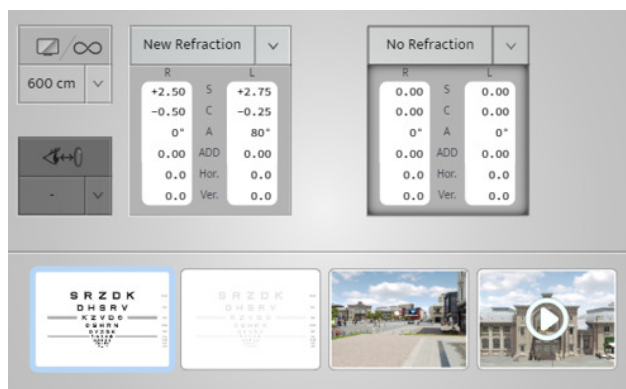 ∞
600 cm
-
New Refraction
R L
+2.50 S +2.75
-0.50 C -0.25
0° A 80°
0.00 ADD 0.00
0.0 Hor. 0.0
0.0 Ver. 0.0
No Refraction
R L
0.00 S 0.00
0.00 C 0.00
0° A 0°
0.00 ADD 0.00
0.0 Hor. 0.0
0.0 Ver. 0.0
S R Z D K
D H S R V
K Z V D O
S R Z D K
D H S R V